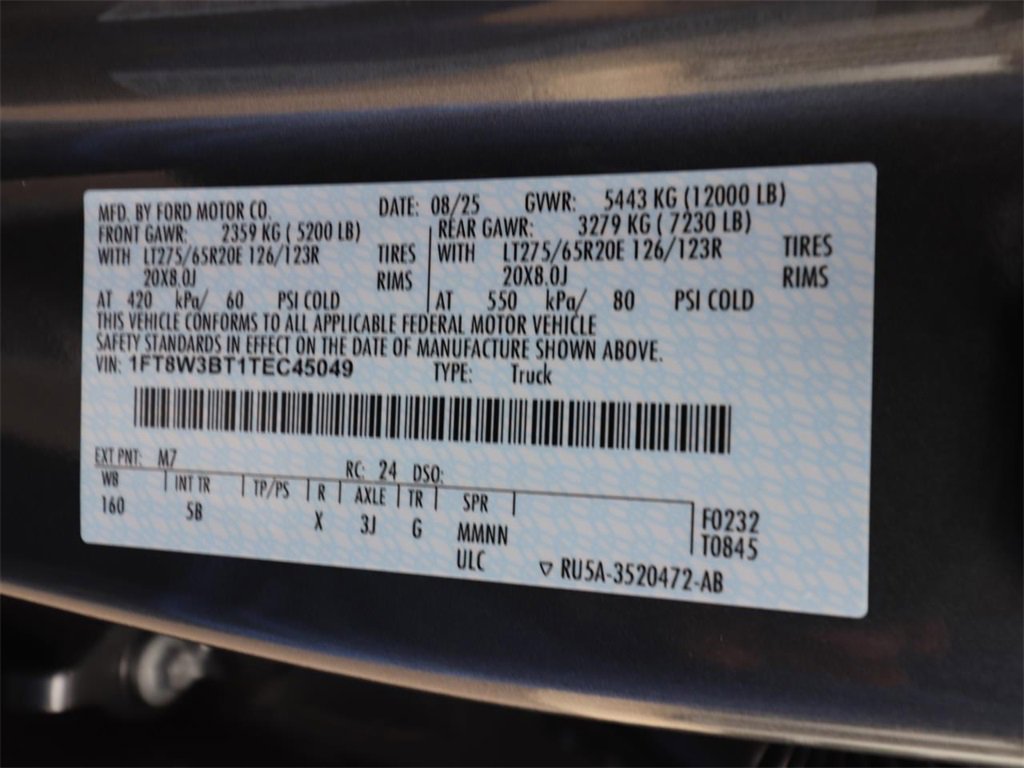 MFD. BY FORD MOTOR CO. DATE: 08/25 GVWR: 5443 KG (12000 LB)
FRONT GAWR: 2359 KG ( 5200 LB) REAR GAWR: 3279 KG ( 7230 LB)
WITH LT275/65R20E 126/123R TIRES WITH LT275/65R20E 126/123R TIRES
20X8.0J RIMS 20X8.0J RIMS
AT 420 kPa/ 60 PSI COLD AT 550 kPa/ 80 PSI COLD
THIS VEHICLE CONFORMS TO ALL APPLICABLE FEDERAL MOTOR VEHICLE
SAFETY STANDARDS IN EFFECT ON THE DATE OF MANUFACTURE SHOWN ABOVE.
VIN: 1FT8W3BT1TEC45049 TYPE: Truck
EXT PNT: M7 RC: 24 DSO:
WB INT TR TP/PS R AXLE TR SPR
160 5B X 3J G MMNN F0232
ULC T0845
▽ RU5A-3520472-AB